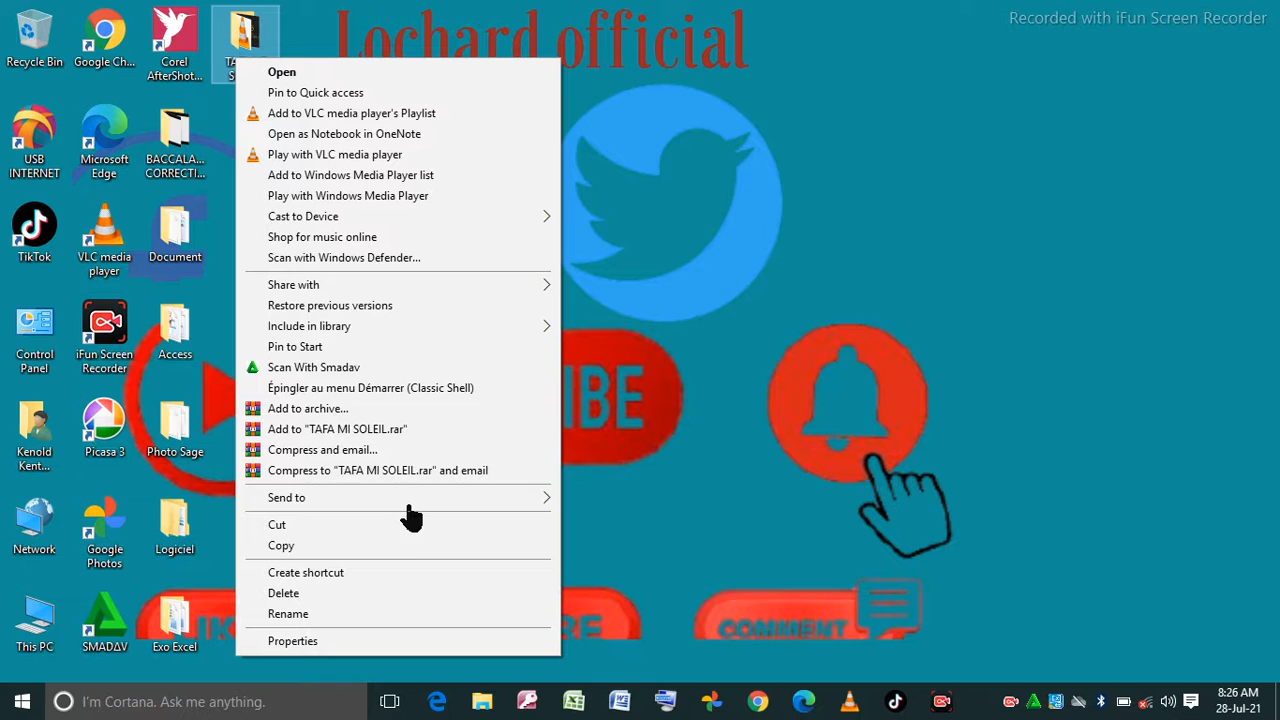 Lochard official
Recorded with iFun Screen Recorder
Recycle Bin
Google Ch...
Corel
AfterShot...
USB
INTERNET
Microsoft
Edge
BACCALA...
CORRECTI...
TikTok
VLC media
player
Document
Control
Panel
iFun Screen
Recorder
Access
Kenold
Kent...
Picasa 3
Photo Sage
Network
Google
Photos
Logiciel
This PC
SMADAV
Exo Excel
Open
Pin to Quick access
Add to VLC media player's Playlist
Open as Notebook in OneNote
Play with VLC media player
Add to Windows Media Player list
Play with Windows Media Player
Cast to Device
Shop for music online
Scan with Windows Defender...
Share with
Restore previous versions
Include in library
Pin to Start
Scan With Smadav
Épingler au menu Démarrer (Classic Shell)
Add to archive...
Add to "TAFA MI SOLEIL.rar"
Compress and email...
Compress to "TAFA MI SOLEIL.rar" and email
Send to
Cut
Copy
Create shortcut
Delete
Rename
Properties
IBE
COMMENT
I'm Cortana. Ask me anything.
8:26 AM
28-Jul-21